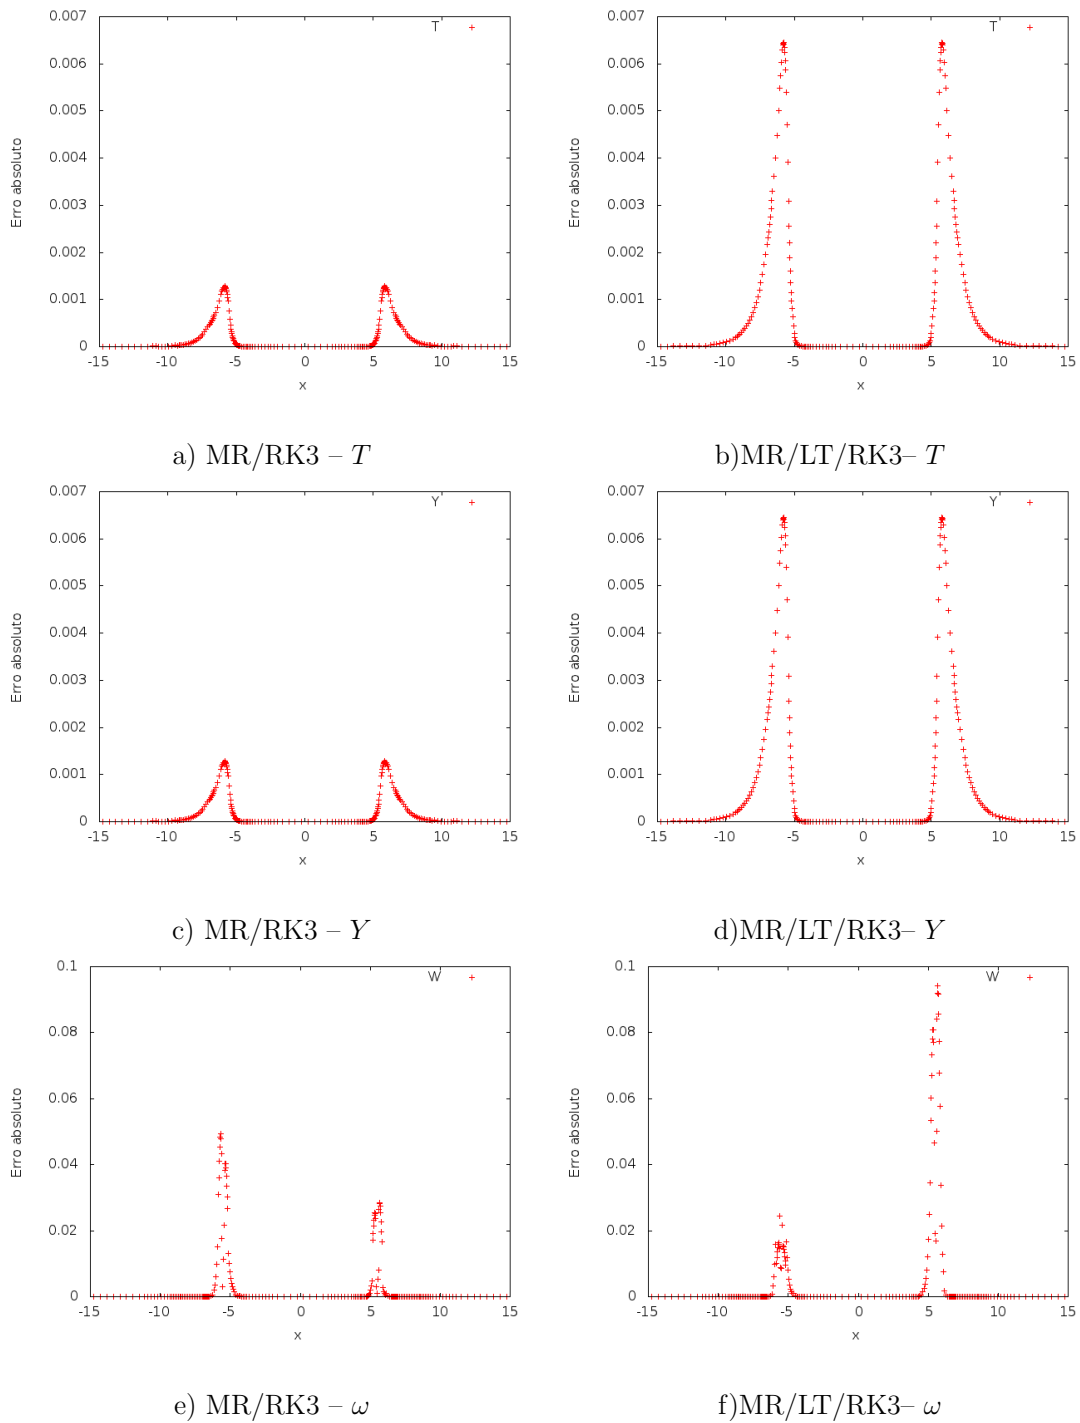 0.007
0.006
0.005
0.004
0.003
0.002
0.001
0
-15 -10 -5 0 5 10 15
Erro absoluto
x
T
a) MR/RK3 – T
0.007
0.006
0.005
0.004
0.003
0.002
0.001
0
-15 -10 -5 0 5 10 15
Erro absoluto
x
T
b)MR/LT/RK3– T
0.007
0.006
0.005
0.004
0.003
0.002
0.001
0
-15 -10 -5 0 5 10 15
Erro absoluto
x
Y
c) MR/RK3 – Y
0.007
0.006
0.005
0.004
0.003
0.002
0.001
0
-15 -10 -5 0 5 10 15
Erro absoluto
x
Y
d)MR/LT/RK3– Y
0.1
0.08
0.06
0.04
0.02
0
-15 -10 -5 0 5 10 15
Erro absoluto
x
W
e) MR/RK3 – ω
0.1
0.08
0.06
0.04
0.02
0
-15 -10 -5 0 5 10 15
Erro absoluto
x
W
f)MR/LT/RK3– ω